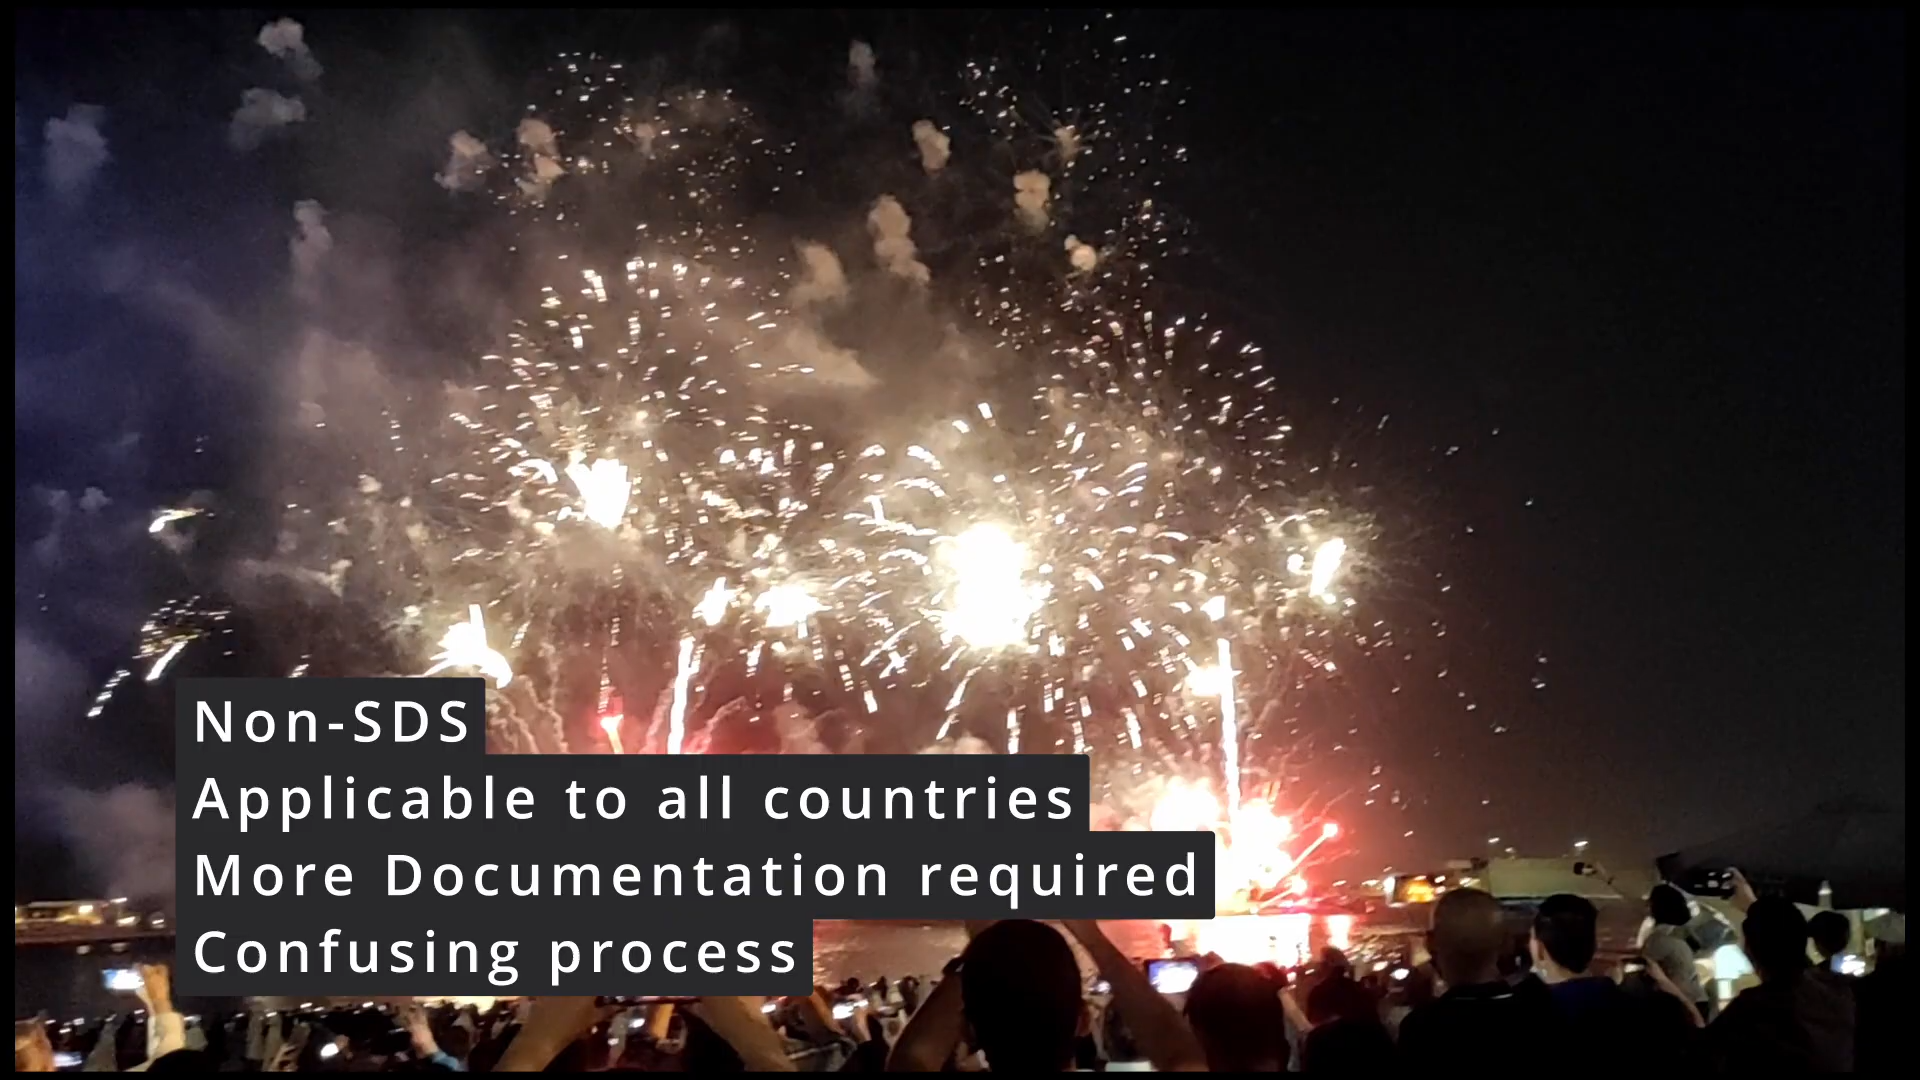 Non-SDS
Applicable to all countries
More Documentation required
Confusing process